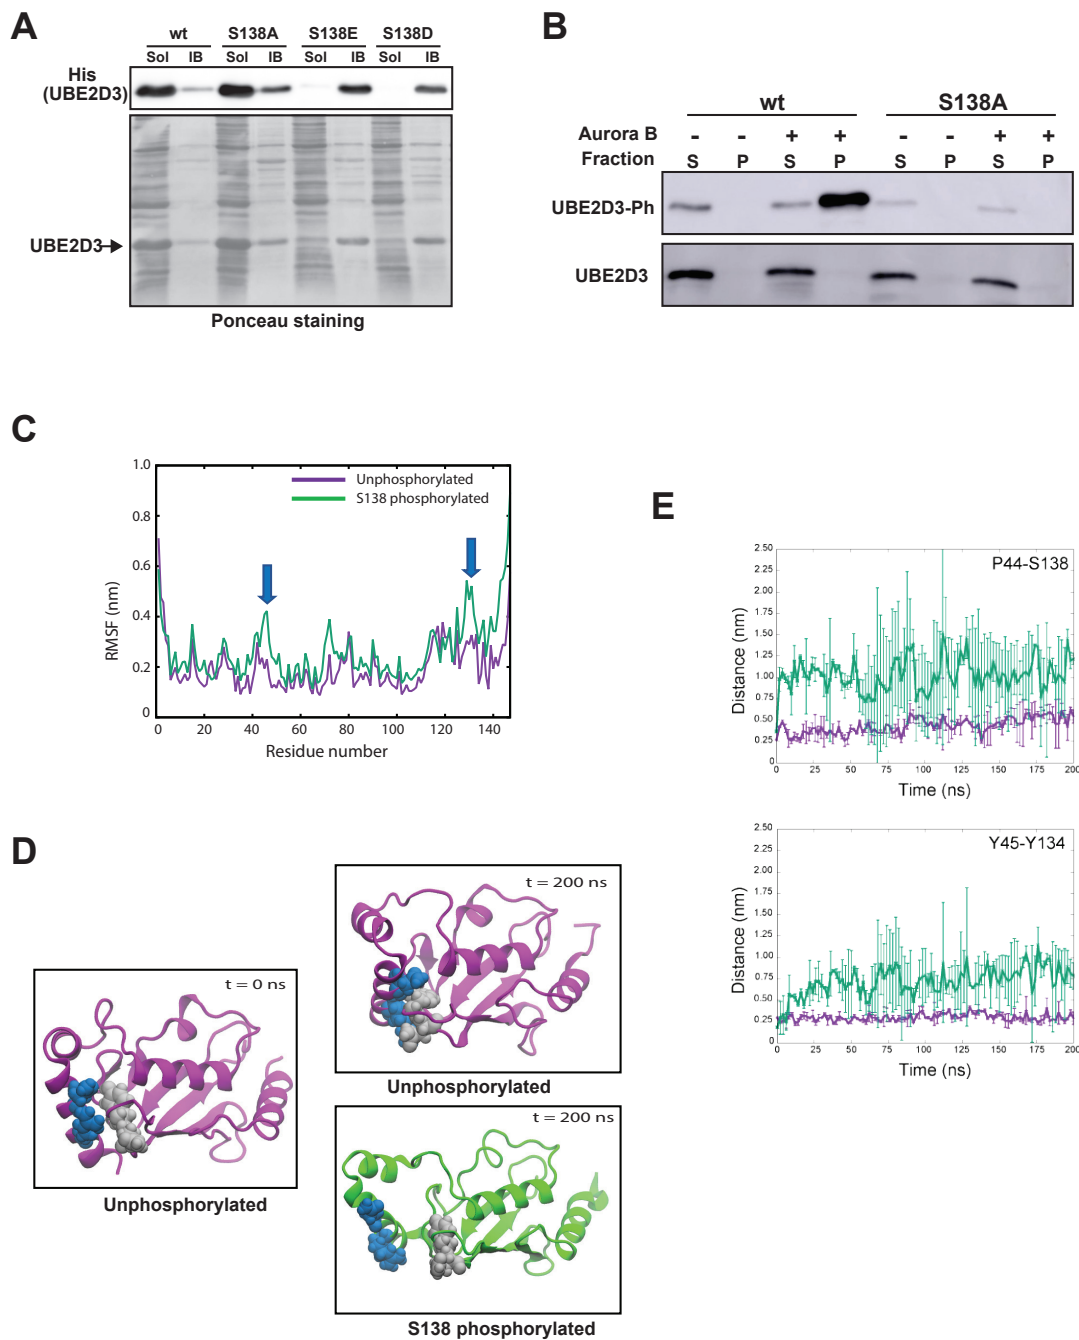 A
wt S138A S138E S138D
Sol IB Sol IB Sol IB Sol IB
His
(UBE2D3)
UBE2D3
Ponceau staining
B
wt S138A
Aurora B - - + + - - + +
Fraction S P S P S P S P
UBE2D3-Ph
UBE2D3
C
1.0
0.8
0.6
0.4
0.2
0
RMSF (nm)
Unphosphorylated
S138 phosphorylated
0 20 40 60 80 100 120 140
Residue number
D
t = 0 ns
Unphosphorylated
t = 200 ns
Unphosphorylated
t = 200 ns
S138 phosphorylated
E
P44-S138
2.50
2.25
2.00
1.75
1.50
1.25
1.00
0.75
0.50
0.25
0
Distance (nm)
0 25 50 75 100 125 150 175 200
Time (ns)
Y45-Y134
2.50
2.25
2.00
1.75
1.50
1.25
1.00
0.75
0.50
0.25
0
Distance (nm)
0 25 50 75 100 125 150 175 200
Time (ns)